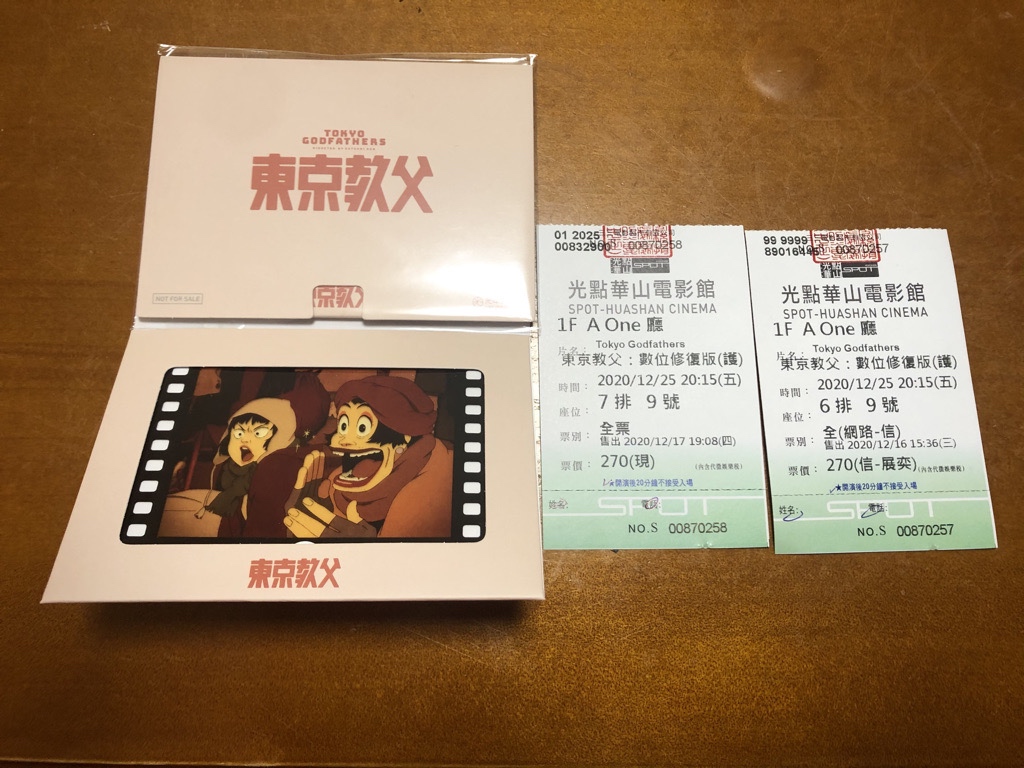 TOKYO
GODFATHERS
東京教父
NOT FOR SALE
京教父
東京教父
01 2025
00832900
00870258
光點
華山
SPOT
光點華山電影館
SPOT-HUASHAN CINEMA
1F A One 廳
Tokyo Godfathers
片名:
東京教父：數位修復版(護
時間: 2020/12/25 20:15(五)
座位: 7 排 9 號
票別: 全票
售出 2020/12/17 19:08(四)
票價: 270(現) (內含代徵娛樂稅)
★開演後20分鐘不接受入場
姓名: 電話:
SPOT
NO.S 00870258
99 9999
89016445
00870257
光點
華山
SPOT
光點華山電影館
SPOT-HUASHAN CINEMA
1F A One 廳
Tokyo Godfathers
片名:
東京教父：數位修復版(護
時間: 2020/12/25 20:15(五)
座位: 6 排 9 號
票別: 全(網路-信)
售出 2020/12/16 15:36(三)
票價: 270(信-展奕) (內含代徵娛樂稅)
★開演後20分鐘不接受入場
姓名: 電話:
SPOT
NO.S 00870257